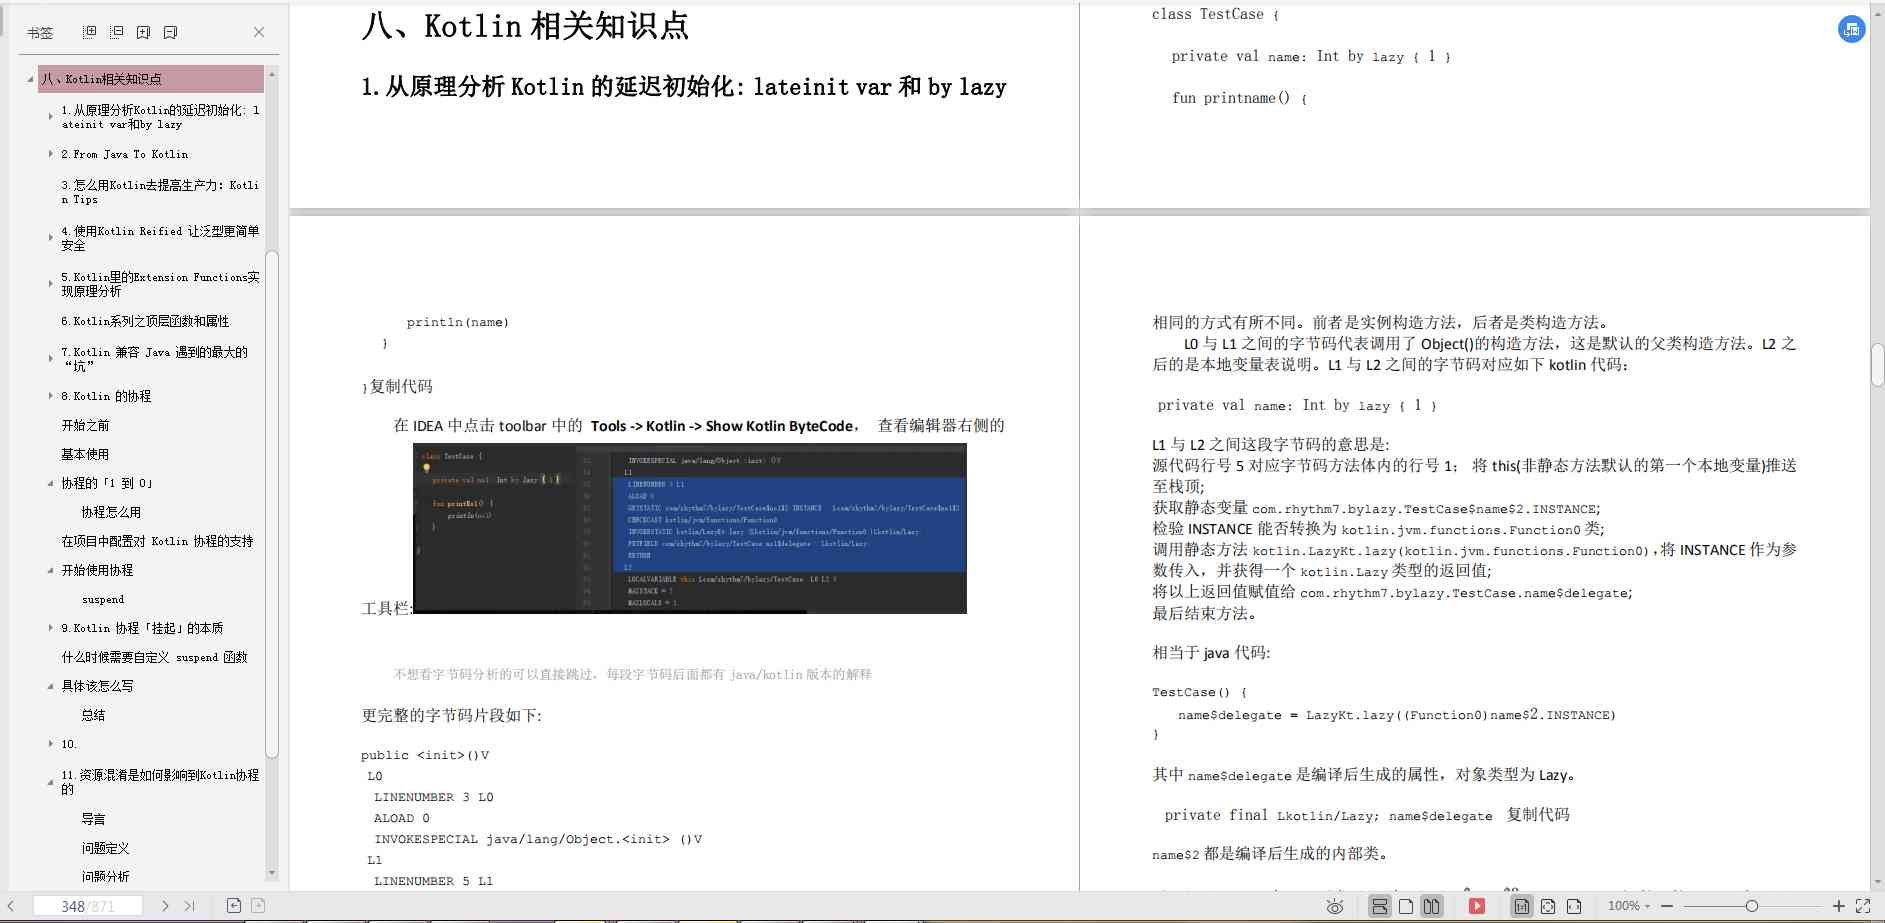 书签
八、Kotlin相关知识点
1.从原理分析Kotlin的延迟初始化: l
ateinit var和by lazy
2.From Java To Kotlin
3.怎么用Kotlin去提高生产力: Kotli
n Tips
4.使用Kotlin Reified 让泛型更简单
安全
5.Kotlin里的Extension Functions实
现原理分析
6.Kotlin系列之顶层函数和属性
7.Kotlin 兼容 Java 遇到的最大的
“坑”
8.Kotlin 的协程
开始之前
基本使用
协程的「1 到 0」
协程怎么用
在项目中配置对 Kotlin 协程的支持
开始使用协程
suspend
9.Kotlin 协程「挂起」的本质
什么时候需要自定义 suspend 函数
具体该怎么写
总结
10.
11.资源混淆是如何影响到Kotlin协程
的
导言
问题定义
问题分析
八、Kotlin 相关知识点
1.从原理分析 Kotlin 的延迟初始化: lateinit var 和 by lazy
class TestCase {
private val name: Int by lazy { 1 }
fun printname() {
println(name)
}
}复制代码
在 IDEA 中点击 toolbar 中的 Tools -> Kotlin -> Show Kotlin ByteCode， 查看编辑器右侧的
class TestCase {
fun printNo1() {
println(no1)
}
}
INVOKESPECIAL java/lang/Object.<init> ()V
L1
LINENUMBER 5 L1
ALOAD 0
CHECKCAST kotlin/jvm/functions/Function0
RETURN
L2
工具栏:
不想看字节码分析的可以直接跳过，每段字节码后面都有 java/kotlin 版本的解释
更完整的字节码片段如下:
public <init>()V
L0
LINENUMBER 3 L0
ALOAD 0
INVOKESPECIAL java/lang/Object.<init> ()V
L1
LINENUMBER 5 L1
相同的方式有所不同。前者是实例构造方法，后者是类构造方法。
L0 与 L1 之间的字节码代表调用了 Object()的构造方法，这是默认的父类构造方法。L2 之
后的是本地变量表说明。L1 与 L2 之间的字节码对应如下 kotlin 代码：
private val name: Int by lazy { 1 }
L1 与 L2 之间这段字节码的意思是:
源代码行号 5 对应字节码方法体内的行号 1； 将 this(非静态方法默认的第一个本地变量)推送
至栈顶;
获取静态变量 com.rhythm7.bylazy.TestCase$name$2.INSTANCE;
检验 INSTANCE 能否转换为 kotlin.jvm.functions.Function0 类;
调用静态方法 kotlin.LazyKt.lazy(kotlin.jvm.functions.Function0)，将 INSTANCE 作为参
数传入，并获得一个 kotlin.Lazy 类型的返回值;
将以上返回值赋值给 com.rhythm7.bylazy.TestCase.name$delegate;
最后结束方法。
相当于 java 代码:
TestCase() {
name$delegate = LazyKt.lazy((Function0)name$2.INSTANCE)
}
其中 name$delegate 是编译后生成的属性，对象类型为 Lazy。
private final Lkotlin/Lazy; name$delegate 复制代码
name$2 都是编译后生成的内部类。
348/871
100%